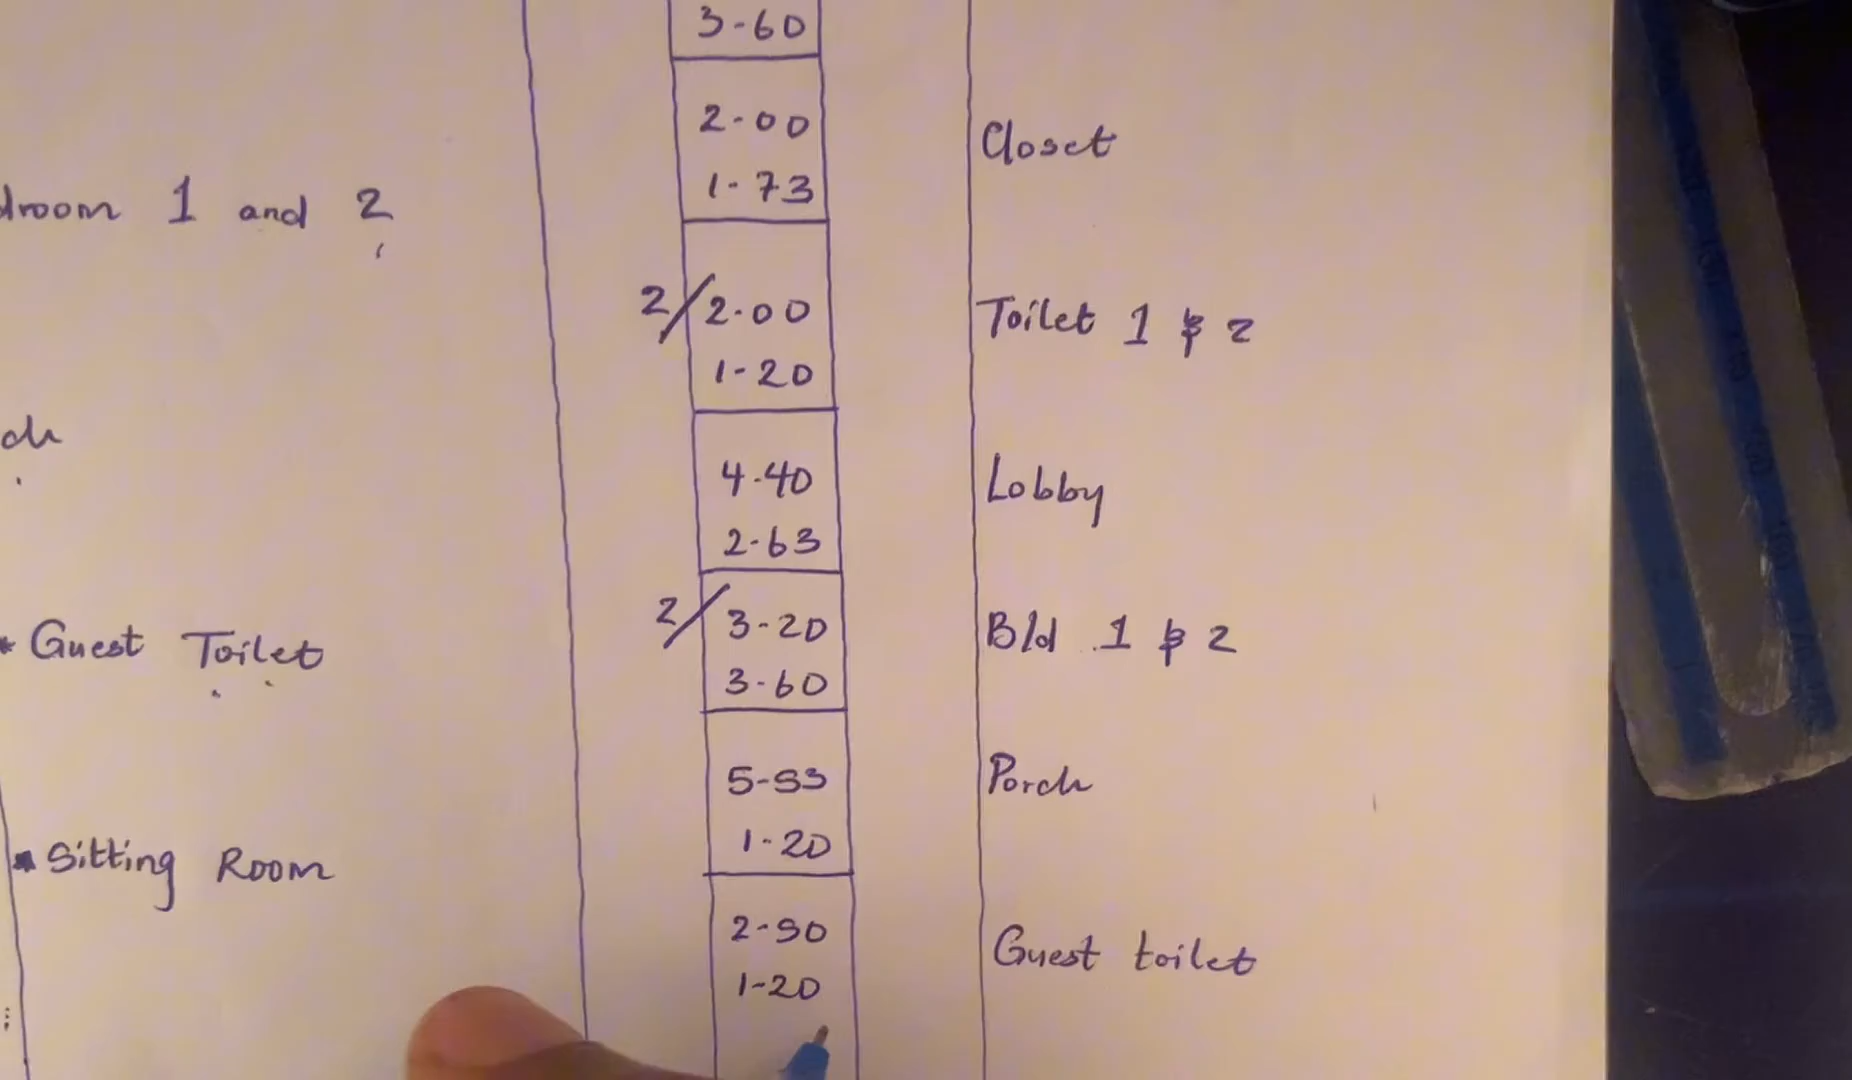 3-60
2.00
1-73
Closet
droom 1 and 2
2/2.00
1-20
Toilet 1 & 2
4.40
2-63
Lobby
ch
2/3-20
3-60
B/d 1 & 2
* Guest Toilet
5-93
1-20
Porch
Sitting Room
2-90
1-20
Guest toilet